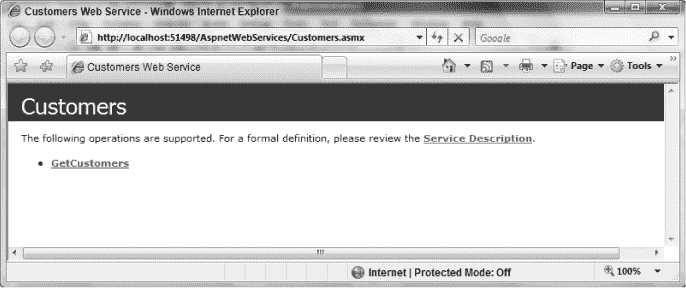 Customers Web Service - Windows Internet Explorer
http://localhost:51498/AspnetWebServices/Customers.asmx
Google
Customers Web Service
Page
Tools
Customers
The following operations are supported. For a formal definition, please review the Service Description.
GetCustomers
Internet | Protected Mode: Off
100%